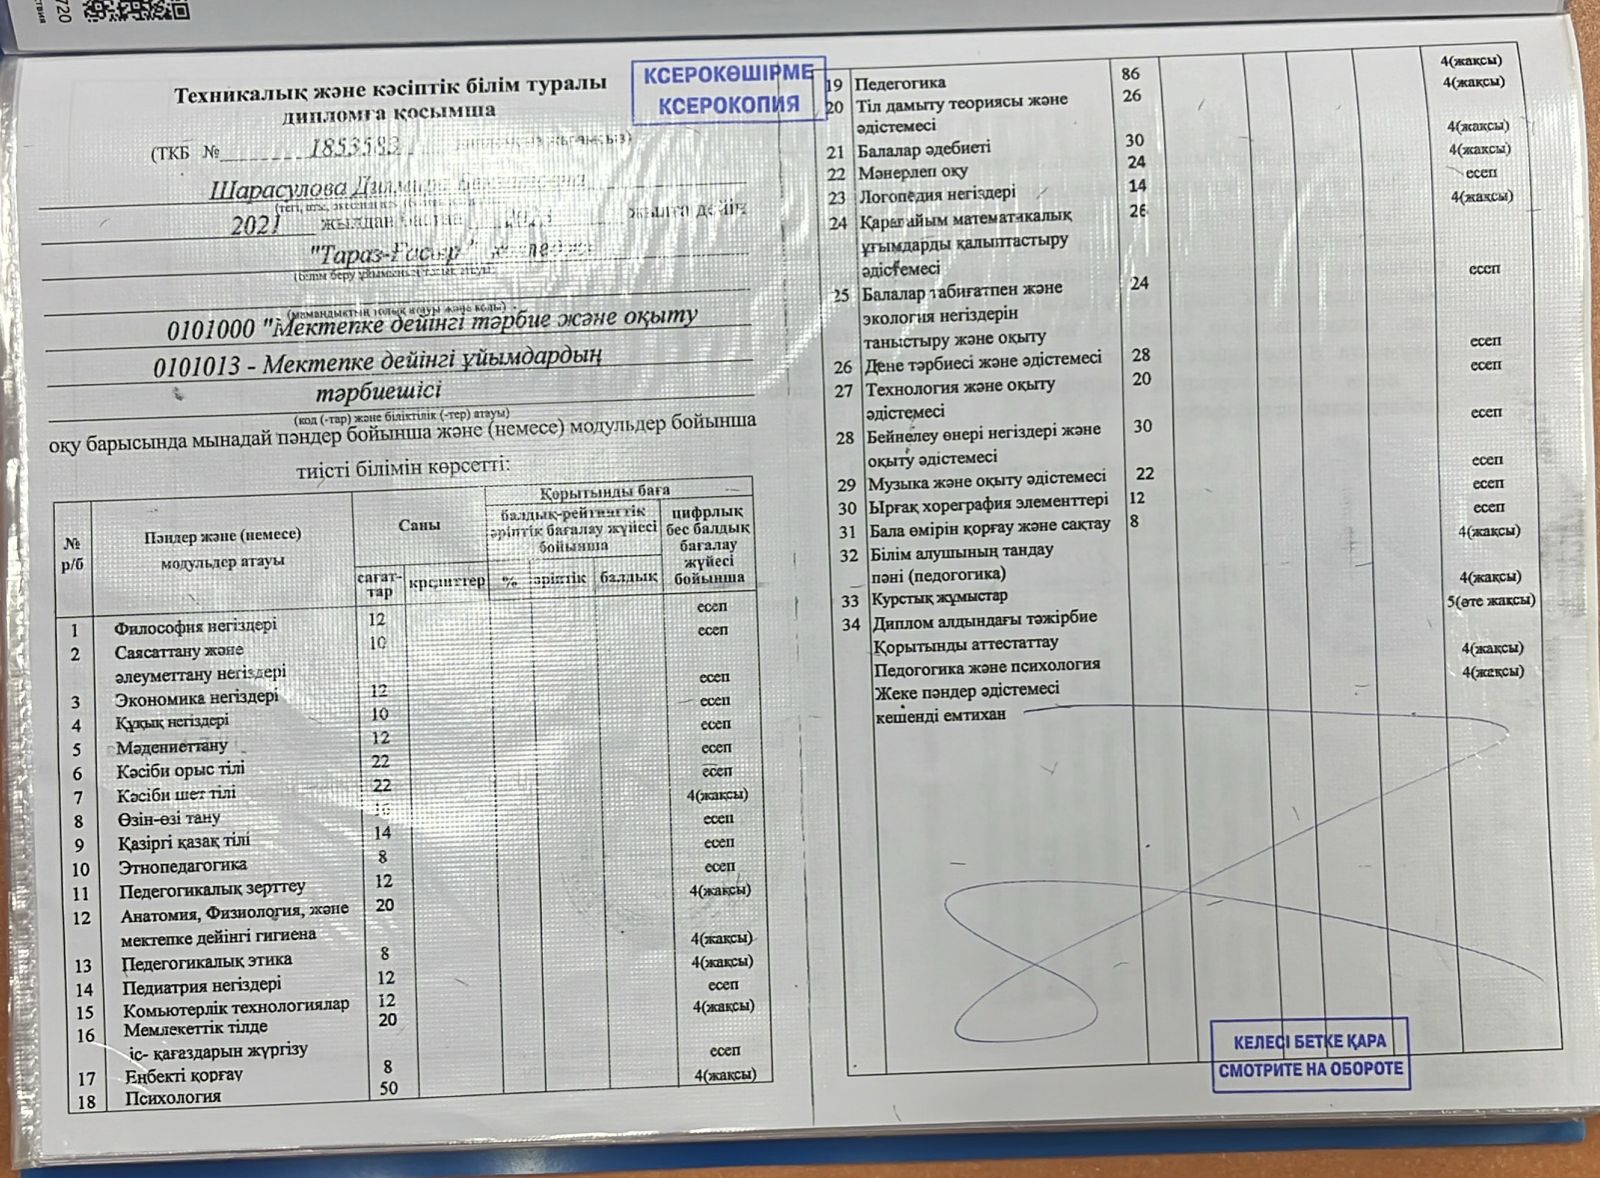 720
КСЕРОКӨШІРМЕ
КСЕРОКОПИЯ
Техникалық және кәсіптік білім туралы
дипломға қосымша
(ТКБ № 1853583
Шарасулова
2021 жылдан жылға дейін
"Тараз-
(мамандықтың толық атауы және коды)
0101000 "Мектепке дейінгі тәрбие және оқыту
0101013 - Мектепке дейінгі ұйымдардың
тәрбиешісі
(код (-тар) және біліктілік (-тер) атауы)
оқу барысында мынадай пәндер бойынша және (немесе) модульдер бойынша
тиісті білімін көрсетті:
№ р/б Пәндер және (немесе) модульдер атауы Саны Қорытынды баға
балдық-рейтингтік әріптік бағалау жүйесі бойынша цифрлық бес балдық бағалау жүйесі бойынша
сағат-тар кредиттер % әріптік балдық
1 Философия негіздері 12 есеп
2 Саясаттану және 10 есеп
әлеуметтану негіздері
3 Экономика негіздері 12 есеп
4 Құқық негіздері 10 есеп
5 Мәдениеттану 12 есеп
6 Кәсіби орыс тілі 22 есеп
7 Кәсіби шет тілі 22 есеп
8 Өзін-өзі тану 4(жақсы)
9 Қазіргі қазақ тілі 14 есеп
10 Этнопедагогика 8 есеп
11 Педегогикалық зерттеу 12 есеп
12 Анатомия, Физиология, және 20 4(жақсы)
мектепке дейінгі гигиена
13 Педегогикалық этика 8 4(жақсы)
14 Педиатрия негіздері 12 4(жақсы)
15 Комьютерлік технологиялар 12 есеп
16 Мемлекеттік тілде 20 4(жақсы)
іс- қағаздарын жүргізу
17 Еңбекті қорғау 8 есеп
18 Психология 50 4(жақсы)
19 Педегогика 86 4(жақсы)
20 Тіл дамыту теориясы және 26 4(жақсы)
әдістемесі
21 Балалар әдебиеті 30 4(жақсы)
22 Мәнерлеп оқу 24 4(жақсы)
23 Логопедия негіздері 14 есеп
24 Қарапайым математикалық 26 4(жақсы)
ұғымдарды қалыптастыру
әдістемесі
25 Балалар табиғатпен және 24 есеп
экология негіздерін
таныстыру және оқыту
26 Дене тәрбиесі және әдістемесі 28 есеп
27 Технология және оқыту 20 есеп
әдістемесі
28 Бейнелеу өнері негіздері және 30 есеп
оқыту әдістемесі
29 Музыка және оқыту әдістемесі 22 есеп
30 Ырғақ хореграфия элементтері 12 есеп
31 Бала өмірін қорғау және сақтау 8 есеп
32 Білім алушының таңдау 4(жақсы)
пәні (педогогика)
33 Курстық жұмыстар 4(жақсы)
34 Диплом алдындағы тәжірбие 5(өте жақсы)
Қорытынды аттестаттау
Педогогика және психология 4(жақсы)
Жеке пәндер әдістемесі 4(жақсы)
кешенді емтихан
КЕЛЕСІ БЕТКЕ ҚАРА
СМОТРИТЕ НА ОБОРОТЕ